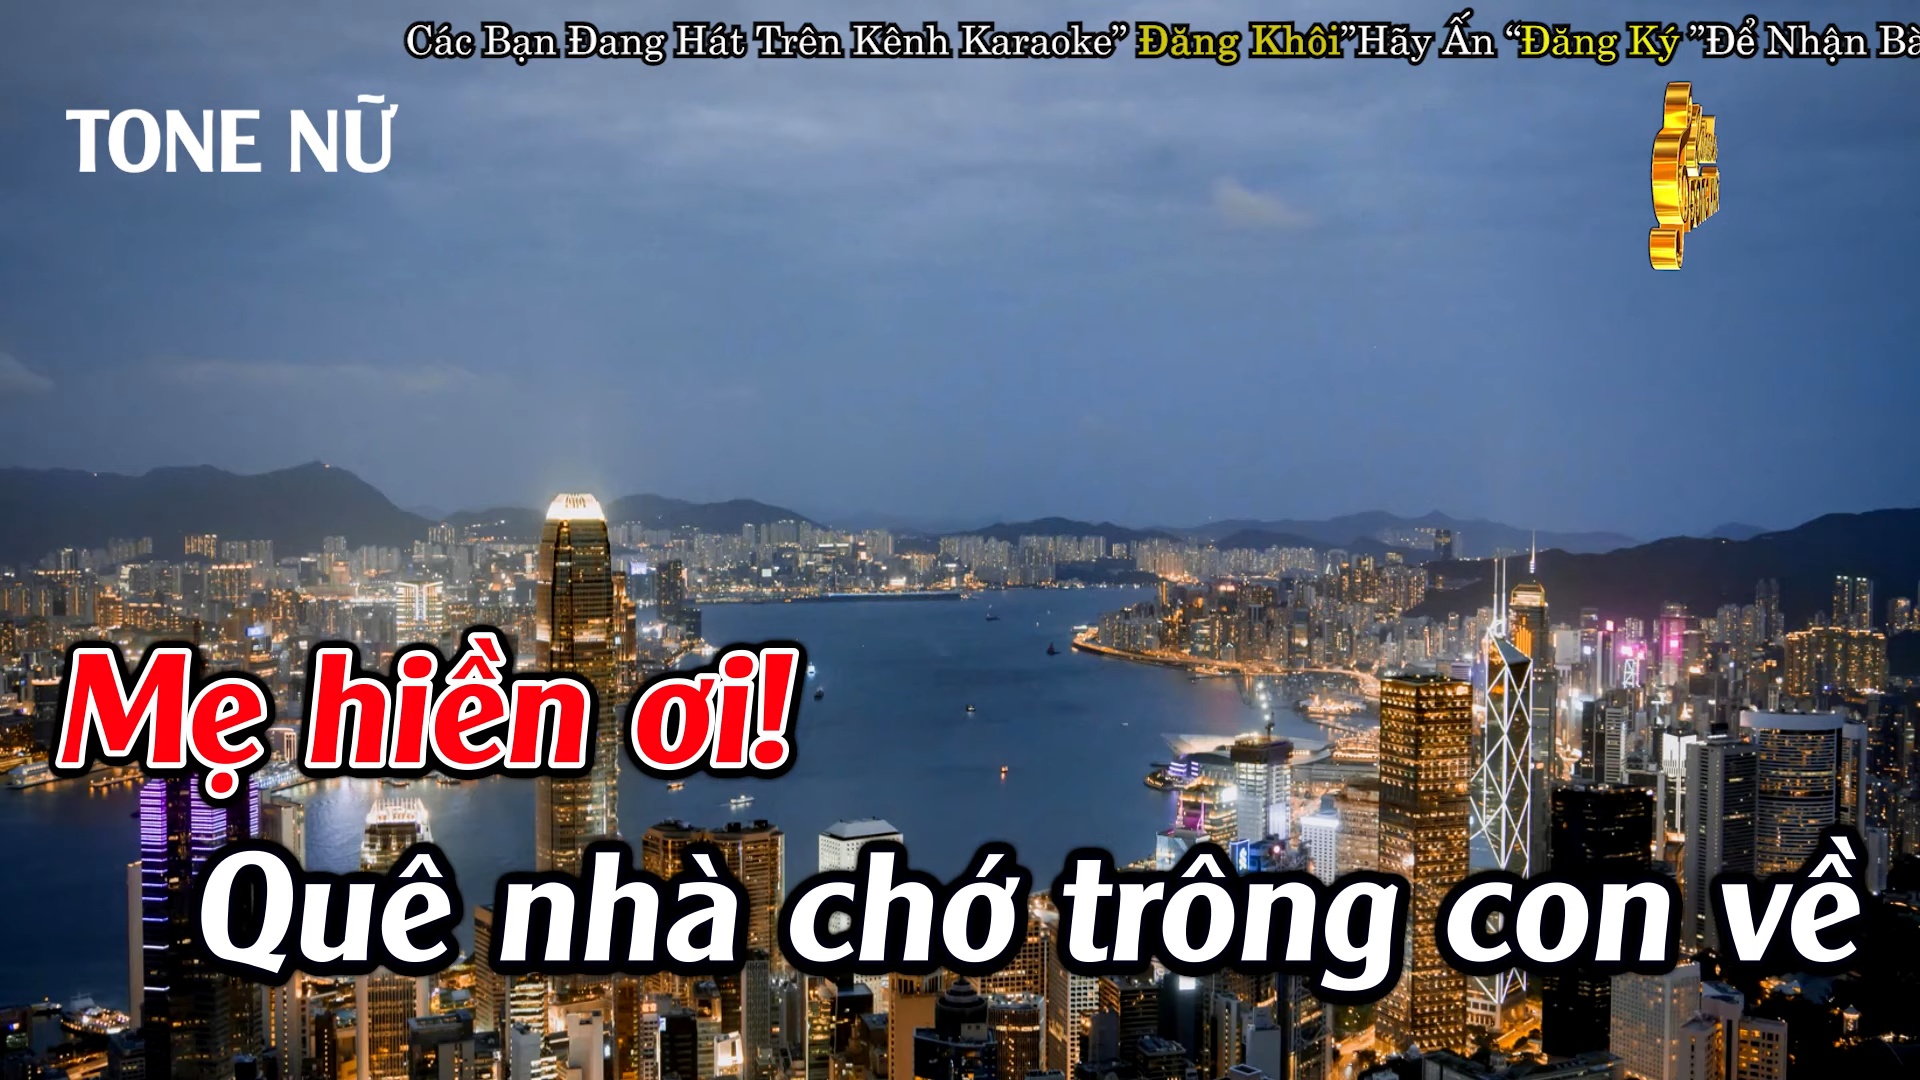 Các Bạn Đang Hát Trên Kênh Karaoke” Đăng Khôi”Hãy Ấn “Đăng Ký ”Để Nhận Bà
TONE NỮ
Mẹ hiền ơi!
Quê nhà chớ trông con về